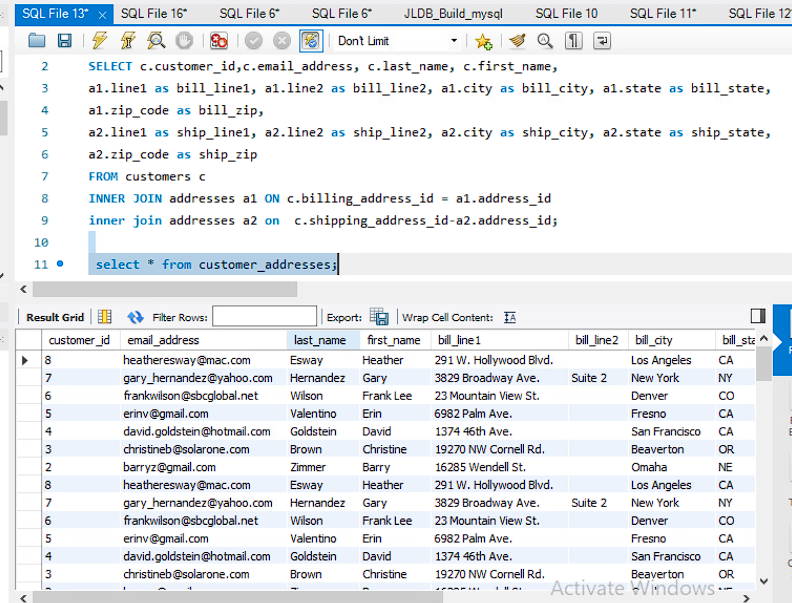 SQL File 13* SQL File 16* SQL File 6* SQL File 6* JLDB_Build_mysql SQL File 10 SQL File 11* SQL File 12
Don't Limit
2 SELECT c.customer_id,c.email_address, c.last_name, c.first_name,
3 a1.line1 as bill_line1, a1.line2 as bill_line2, a1.city as bill_city, a1.state as bill_state,
4 a1.zip_code as bill_zip,
5 a2.line1 as ship_line1, a2.line2 as ship_line2, a2.city as ship_city, a2.state as ship_state,
6 a2.zip_code as ship_zip
7 FROM customers c
8 INNER JOIN addresses a1 ON c.billing_address_id = a1.address_id
9 inner join addresses a2 on c.shipping_address_id-a2.address_id;
10
11 select * from customer_addresses;
Result Grid Filter Rows: Export: Wrap Cell Content:
customer_id email_address last_name first_name bill_line1 bill_line2 bill_city bill_sta
8 heatheresway@mac.com Esway Heather 291 W. Hollywood Blvd. Los Angeles CA
7 gary_hernandez@yahoo.com Hernandez Gary 3829 Broadway Ave. Suite 2 New York NY
6 frankwilson@sbcglobal.net Wilson Frank Lee 23 Mountain View St. Denver CO
5 erinv@gmail.com Valentino Erin 6982 Palm Ave. Fresno CA
4 david.goldstein@hotmail.com Goldstein David 1374 46th Ave. San Francisco CA
3 christineb@solarone.com Brown Christine 19270 NW Cornell Rd. Beaverton OR
2 barryz@gmail.com Zimmer Barry 16285 Wendell St. Omaha NE
8 heatheresway@mac.com Esway Heather 291 W. Hollywood Blvd. Los Angeles CA
7 gary_hernandez@yahoo.com Hernandez Gary 3829 Broadway Ave. Suite 2 New York NY
6 frankwilson@sbcglobal.net Wilson Frank Lee 23 Mountain View St. Denver CO
5 erinv@gmail.com Valentino Erin 6982 Palm Ave. Fresno CA
4 david.goldstein@hotmail.com Goldstein David 1374 46th Ave. San Francisco CA
3 christineb@solarone.com Brown Christine 19270 NW Cornell Rd. Beaverton OR
Activate Windows